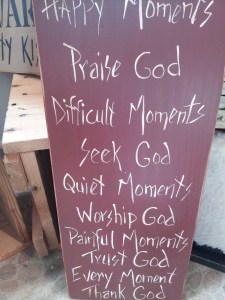 HAPPY Moments
Praise God
Difficult Moments
Seek God
Quiet Moments
Worship God
Painful Moments
Trust God
Every Moment
Thank God